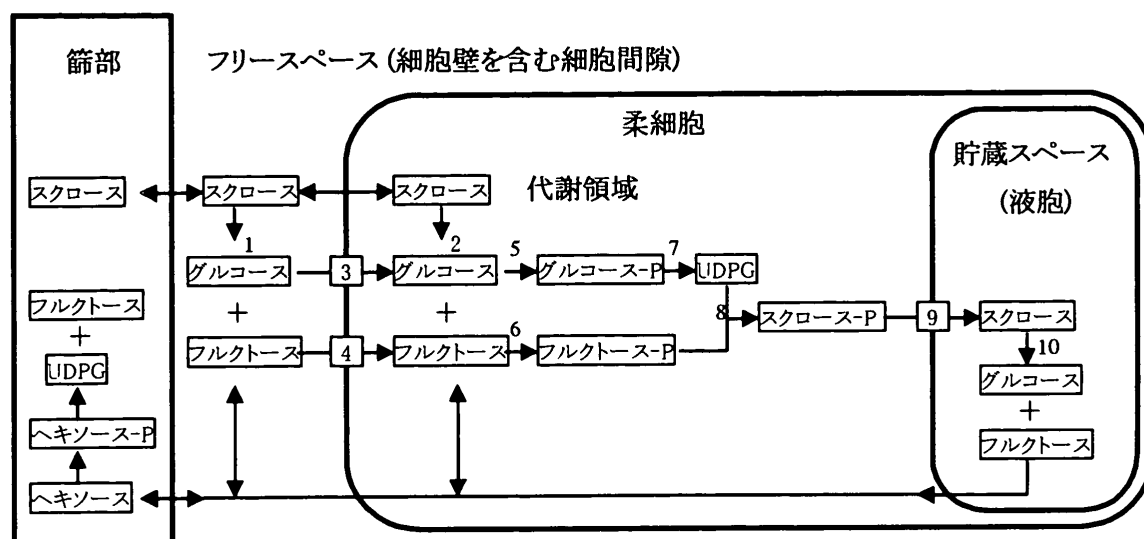 篩部
フリースペース(細胞壁を含む細胞間隙)
柔細胞
貯蔵スペース
(液胞)
代謝領域
スクロース
スクロース
スクロース
1
2
グルコース
3
グルコース
5
グルコース-P
7
UDPG
フルクトース
+
+
+
8
スクロース-P
9
スクロース
UDPG
フルクトース
4
フルクトース
6
フルクトース-P
10
グルコース
+
ヘキソース-P
フルクトース
ヘキソース